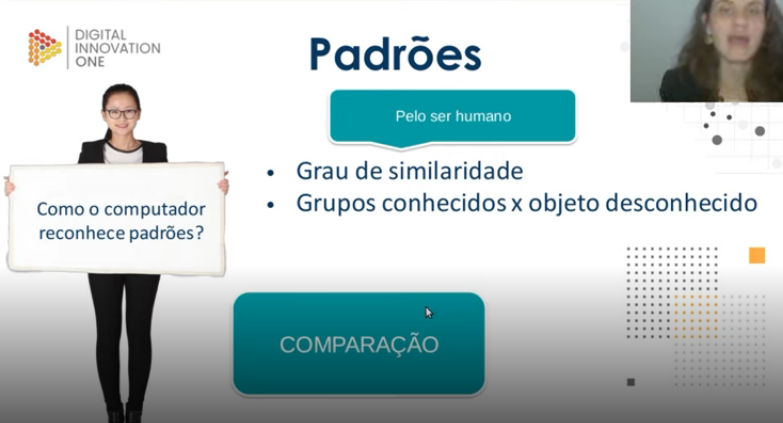 DIGITAL
INNOVATION
ONE
Padrões
Pelo ser humano
• Grau de similaridade
• Grupos conhecidos x objeto desconhecido
Como o computador
reconhece padrões?
COMPARAÇÃO